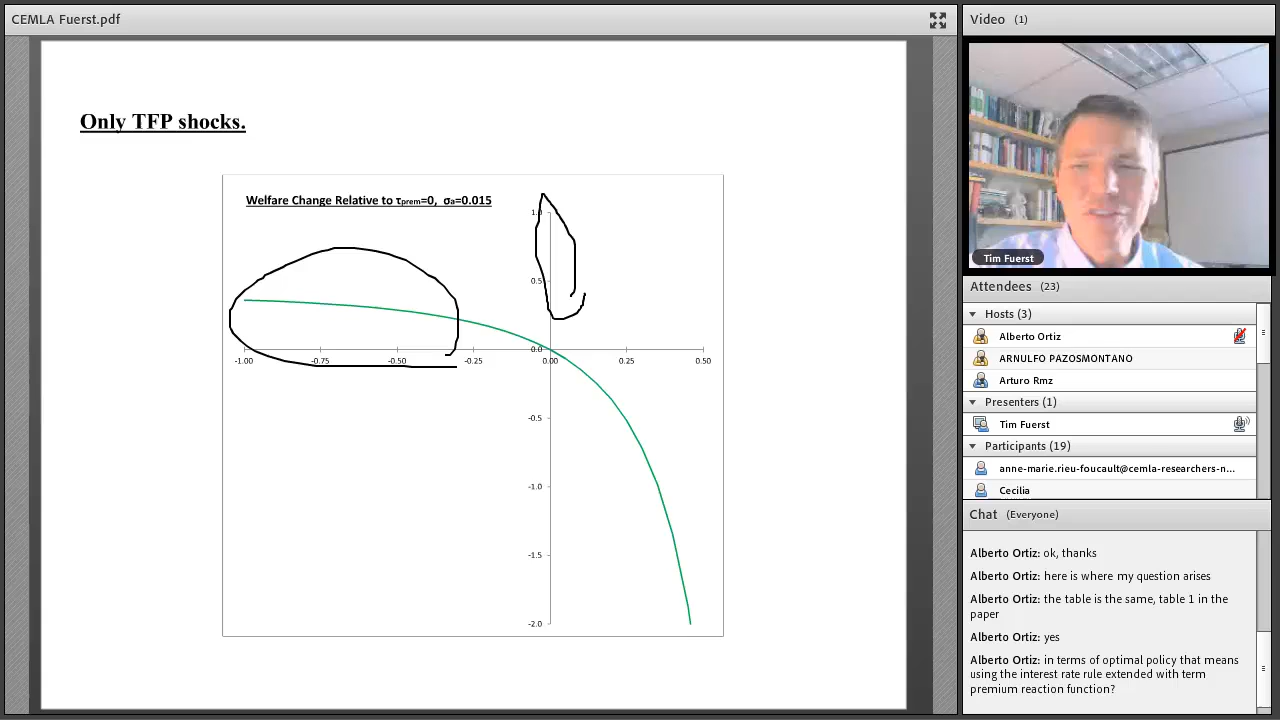 CEMLA Fuerst.pdf
Only TFP shocks.
Welfare Change Relative to τprem=0, σa=0.015
1.0
0.5
0.0
-1.00 -0.75 -0.50 -0.25 0.00 0.25 0.50
-0.5
-1.0
-1.5
-2.0
Video (1)
Tim Fuerst
Attendees (23)
Hosts (3)
Alberto Ortiz
ARNULFO PAZOSMONTANO
Arturo Rmz
Presenters (1)
Tim Fuerst
Participants (19)
anne-marie.rieu-foucault@cemla-researchers-n...
Cecilia
Chat (Everyone)
Alberto Ortiz: ok, thanks
Alberto Ortiz: here is where my question arises
Alberto Ortiz: the table is the same, table 1 in the
paper
Alberto Ortiz: yes
Alberto Ortiz: in terms of optimal policy that means
using the interest rate rule extended with term
premium reaction function?